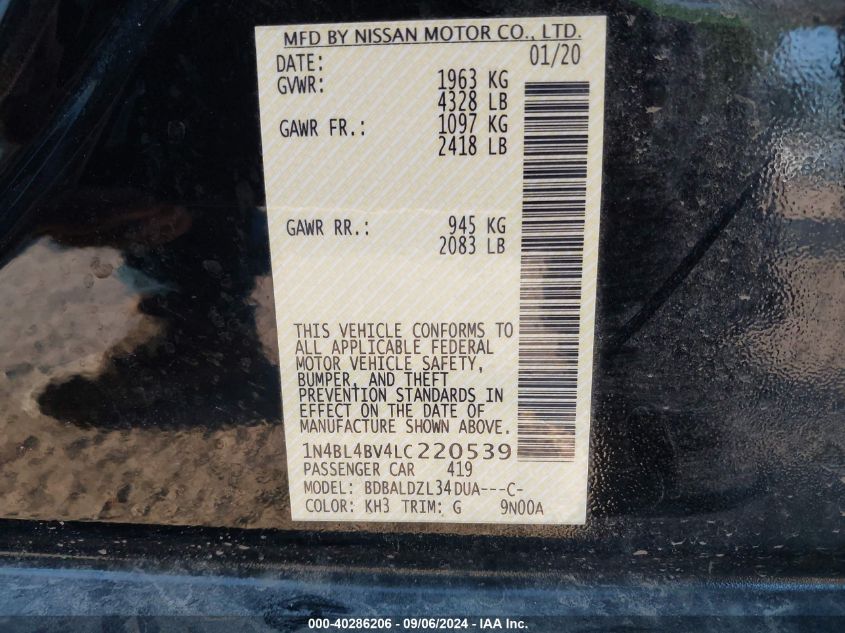 MFD BY NISSAN MOTOR CO., LTD.
DATE: 01/20
GVWR: 1963 KG
4328 LB
GAWR FR.: 1097 KG
2418 LB
GAWR RR.: 945 KG
2083 LB
THIS VEHICLE CONFORMS TO
ALL APPLICABLE FEDERAL
MOTOR VEHICLE SAFETY,
BUMPER, AND THEFT
PREVENTION STANDARDS IN
EFFECT ON THE DATE OF
MANUFACTURE SHOWN ABOVE.
1N4BL4BV4LC220539
PASSENGER CAR 419
MODEL: BDBALDZL34DUA---C-
COLOR: KH3 TRIM: G 9N00A
000-40286206 - 09/06/2024 - IAA Inc.